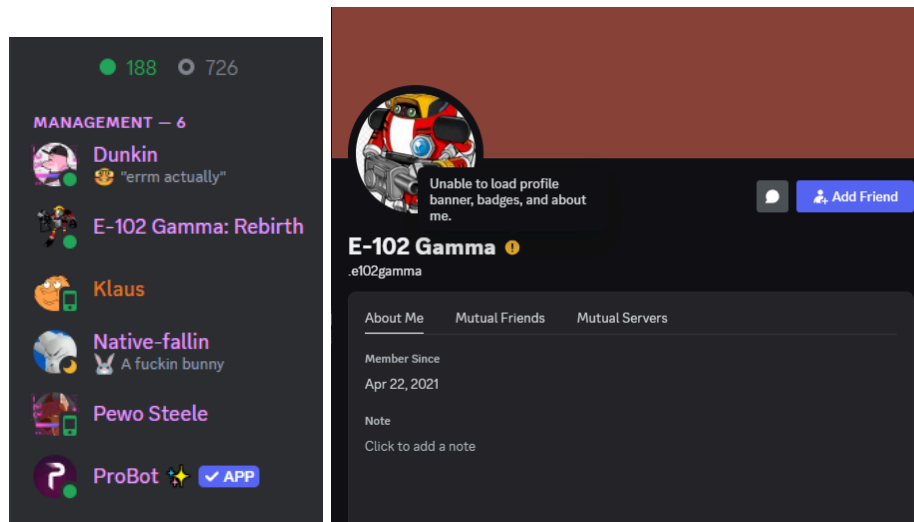 188 726
MANAGEMENT — 6
Dunkin
"errm actually"
E-102 Gamma: Rebirth
Klaus
Native-fallin
A fuckin bunny
Pewo Steele
ProBot APP
Unable to load profile
banner, badges, and about
me.
Add Friend
E-102 Gamma
.e102gamma
About Me Mutual Friends Mutual Servers
Member Since
Apr 22, 2021
Note
Click to add a note